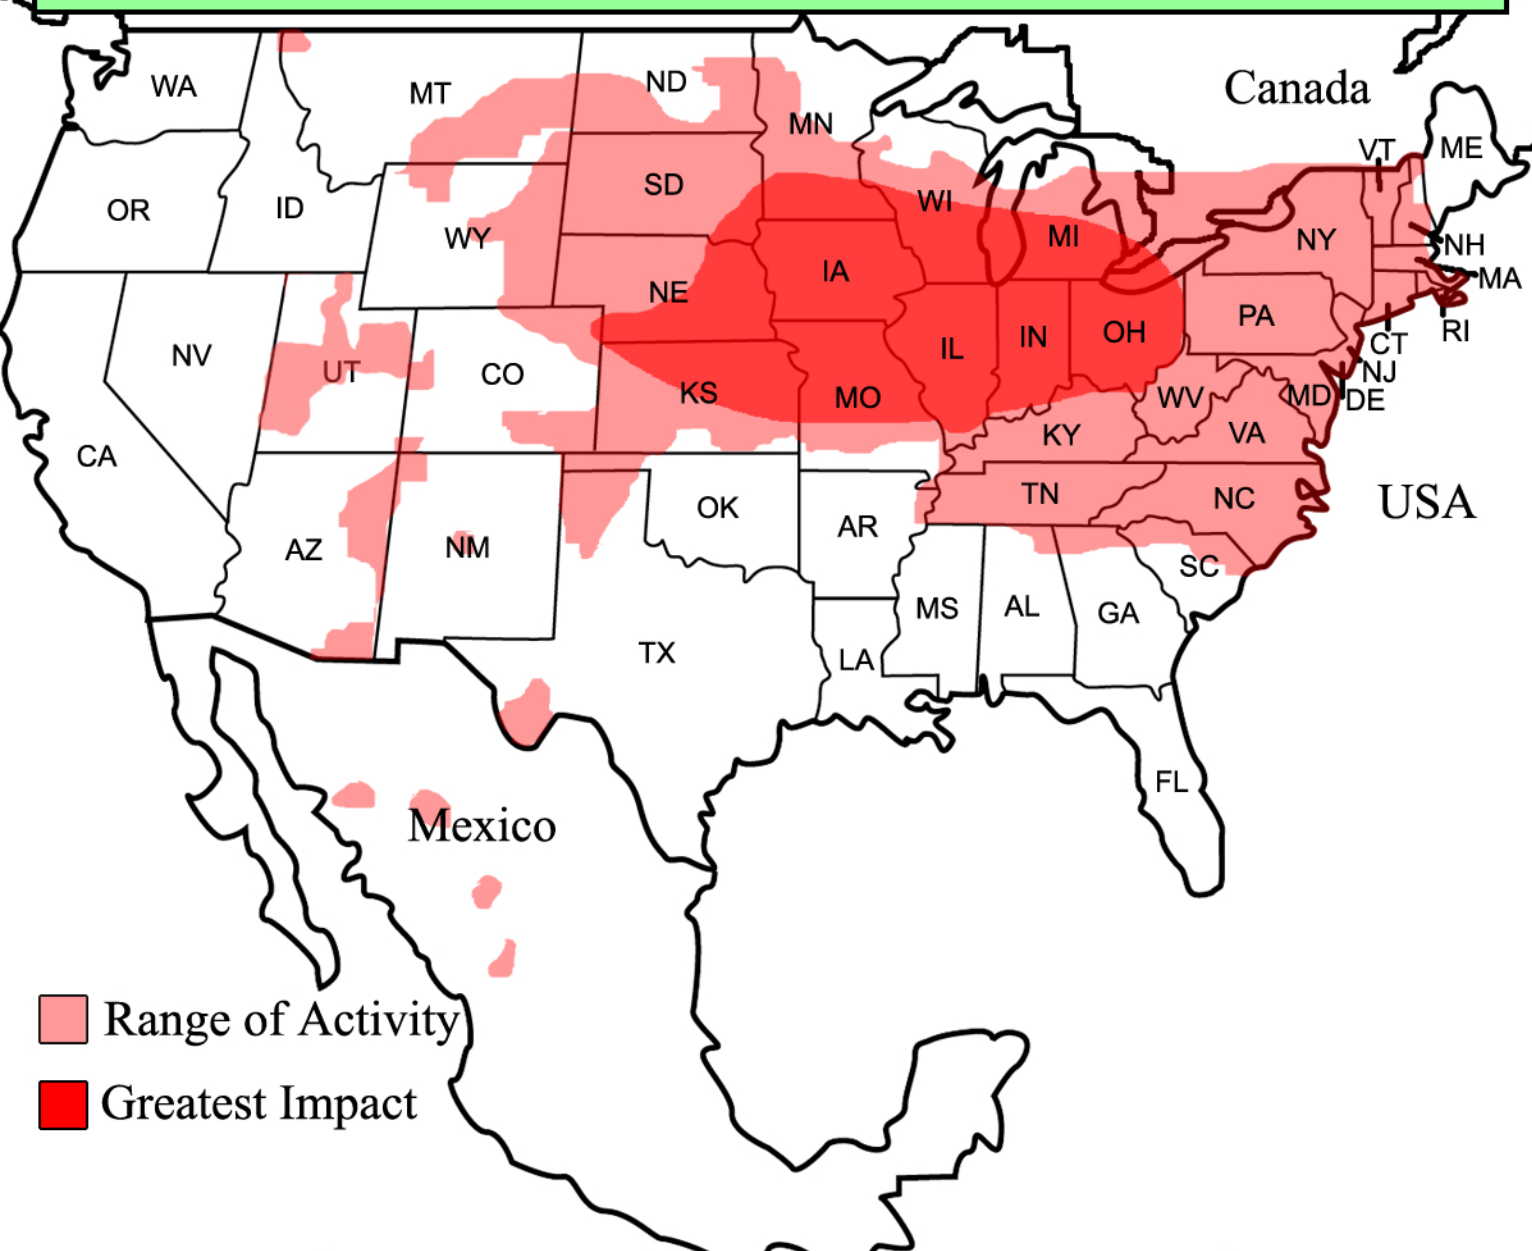 Canada
WA
MT
ND
MN
VT
ME
OR
ID
SD
WI
WY
MI
NY
NH
IA
MA
NE
NV
UT
CO
IL
IN
OH
PA
CT
RI
NJ
KS
MO
WV
MD
DE
CA
KY
VA
USA
OK
TN
NC
AZ
NM
AR
SC
MS
AL
GA
TX
LA
FL
Mexico
Range of Activity
Greatest Impact